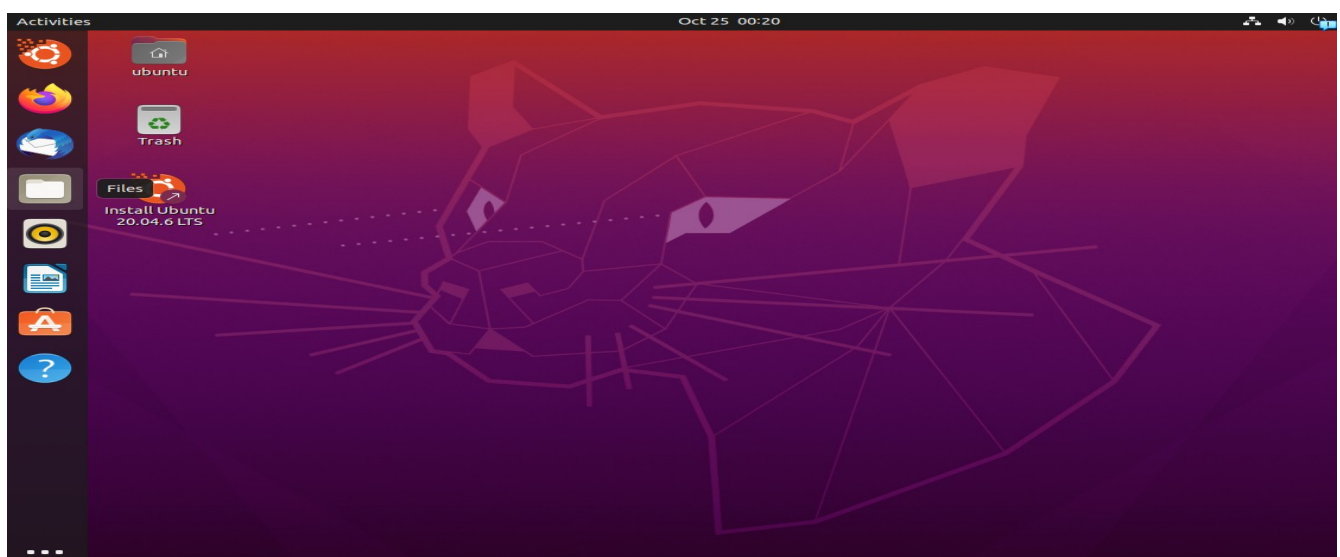 Activities
Oct 25 00:20
ubuntu
Trash
Files
Install Ubuntu
20.04.6 LTS
?